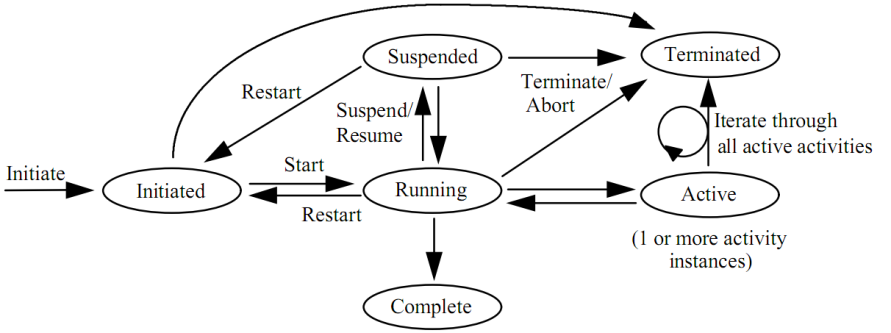 Suspended
Terminated
Restart
Terminate/
Abort
Suspend/
Resume
Iterate through
all active activities
Initiate
Initiated
Start
Restart
Running
Active
(1 or more activity
instances)
Complete